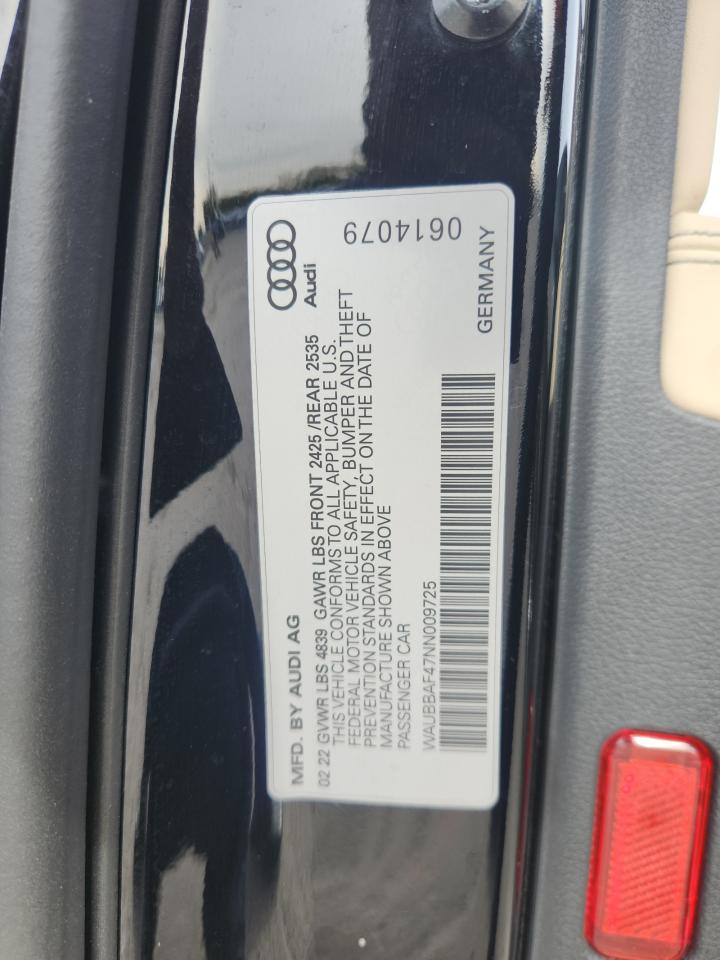 MFD. BY AUDI AG
02 22 GVWR LBS 4839 GAWR LBS FRONT 2425 /REAR 2535
THIS VEHICLE CONFORMS TO ALL APPLICABLE U.S.
FEDERAL MOTOR VEHICLE SAFETY, BUMPER AND THEFT
PREVENTION STANDARDS IN EFFECT ON THE DATE OF
MANUFACTURE SHOWN ABOVE
PASSENGER CAR
WAUBBAF47NN009725
Audi
0614079
GERMANY